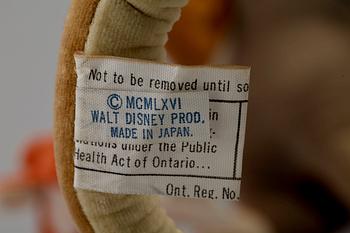 Not to be removed until so
© MCMLXVI
WALT DISNEY PROD.
MADE IN JAPAN.
in
under the Public
Health Act of Ontario...
Ont. Reg. No.